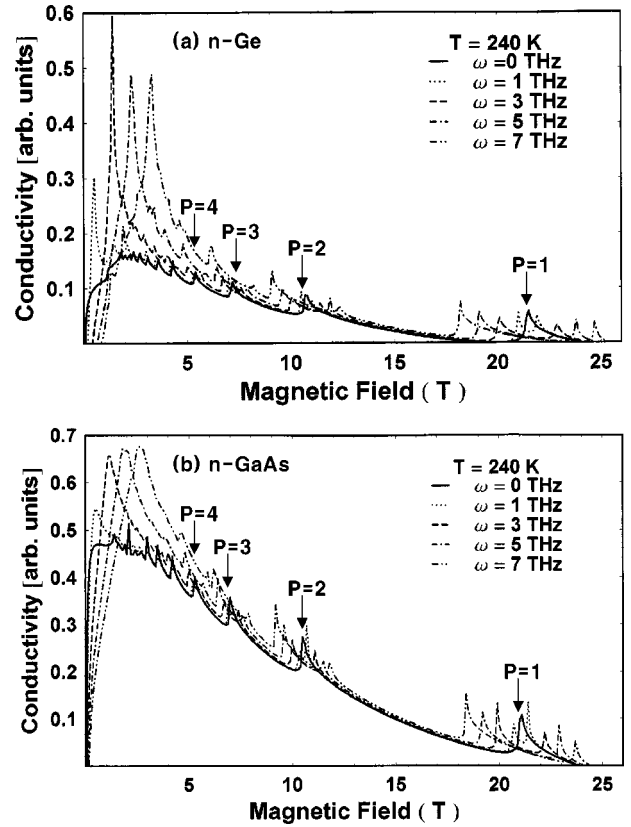 (a) n-Ge
T = 240 K
ω = 0 THz
ω = 1 THz
ω = 3 THz
ω = 5 THz
ω = 7 THz
Conductivity [arb. units]
0.6
0.5
0.4
0.3
0.2
0.1
P=4
P=3
P=2
P=1
5
10
15
20
25
Magnetic Field ( T )
(b) n-GaAs
T = 240 K
ω = 0 THz
ω = 1 THz
ω = 3 THz
ω = 5 THz
ω = 7 THz
Conductivity [arb. units]
0.7
0.6
0.5
0.4
0.3
0.2
0.1
P=4
P=3
P=2
P=1
5
10
15
20
25
Magnetic Field ( T )